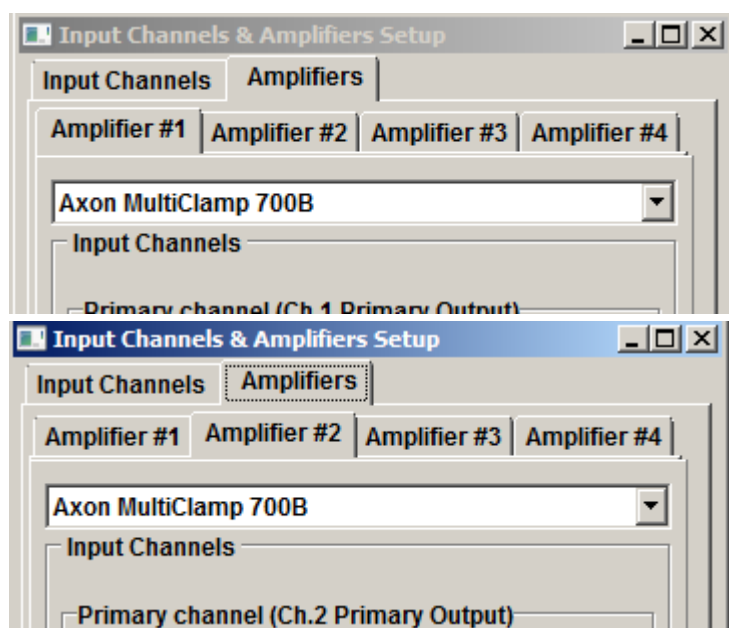 Input Channels & Amplifiers Setup
Input Channels Amplifiers
Amplifier #1 Amplifier #2 Amplifier #3 Amplifier #4
Axon MultiClamp 700B
Input Channels
Primary channel (Ch.1 Primary Output)
Input Channels & Amplifiers Setup
Input Channels Amplifiers
Amplifier #1 Amplifier #2 Amplifier #3 Amplifier #4
Axon MultiClamp 700B
Input Channels
Primary channel (Ch.2 Primary Output)